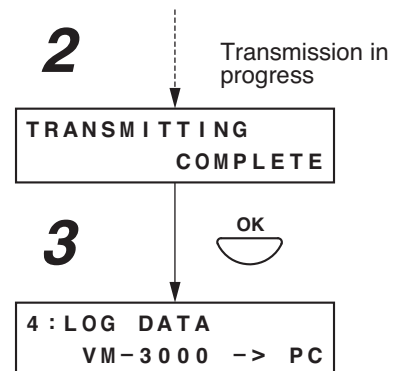 2
Transmission in
progress
TRANSMITTING
COMPLETE
3
OK
4:LOG DATA
VM-3000 -> PC